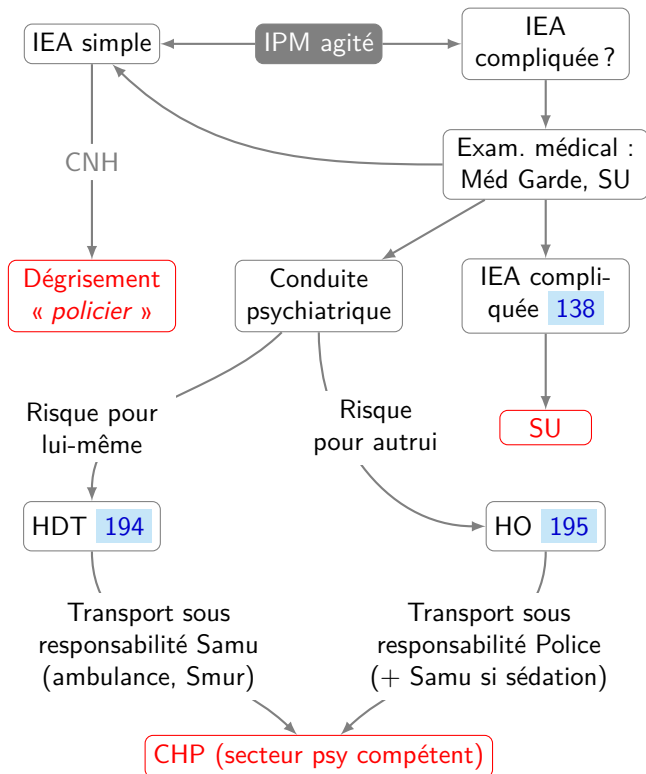 IEA simple
IPM agité
IEA
compliquée ?
CNH
Exam. médical :
Méd Garde, SU
Dégrisement
« policier »
Conduite
psychiatrique
IEA compli-
quée 138
Risque pour
lui-même
Risque
pour autrui
SU
HDT 194
HO 195
Transport sous
responsabilité Samu
(ambulance, Smur)
Transport sous
responsabilité Police
(+ Samu si sédation)
CHP (secteur psy compétent)